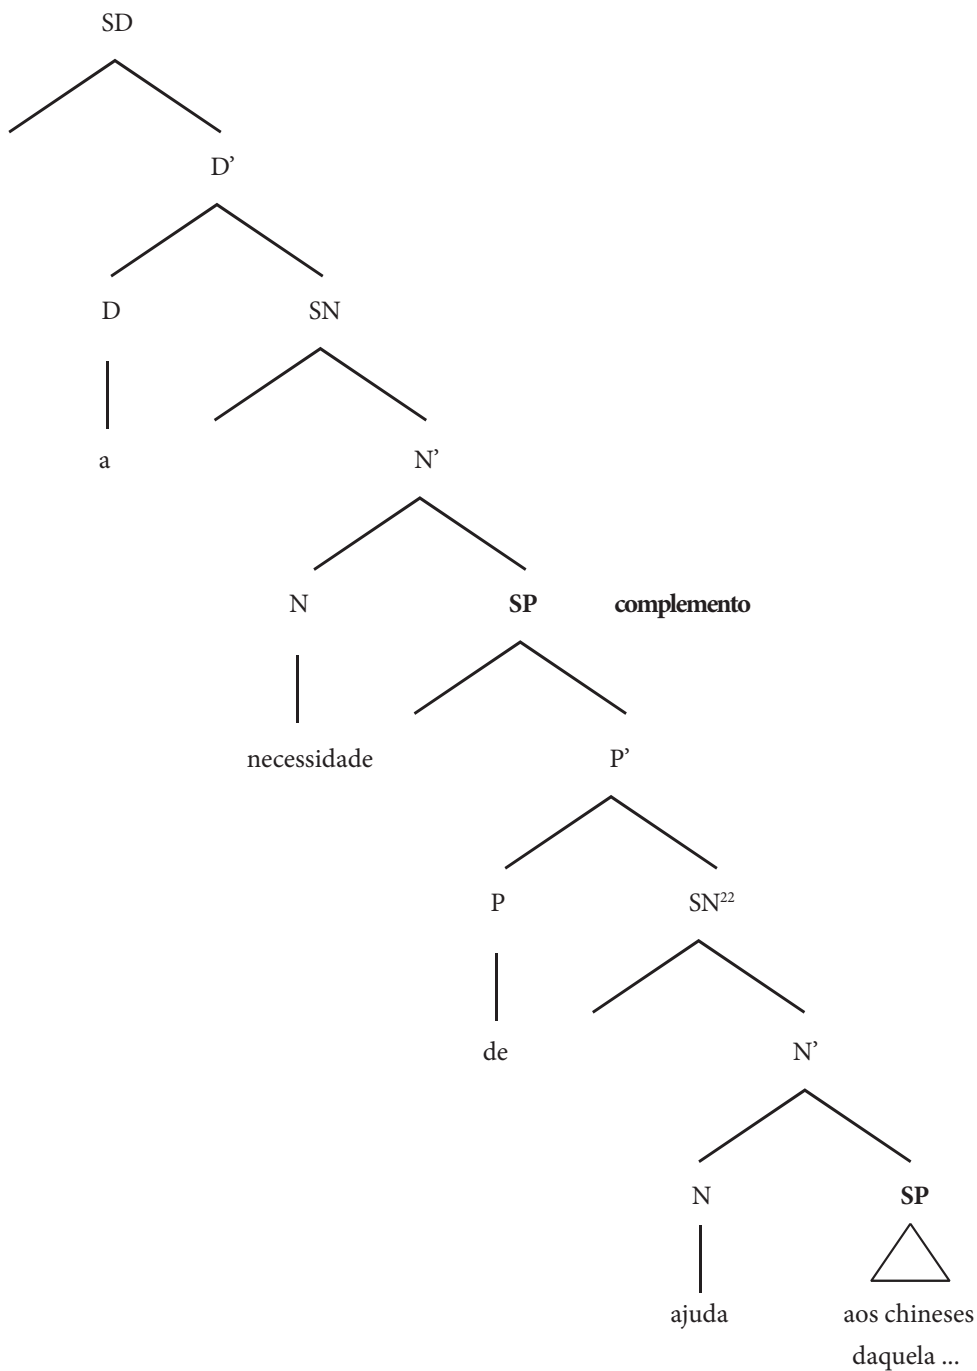 SD
D’
D SN
a N’
N SP complemento
necessidade P’
P SN²²
de N’
N SP
ajuda aos chineses
daquela ...